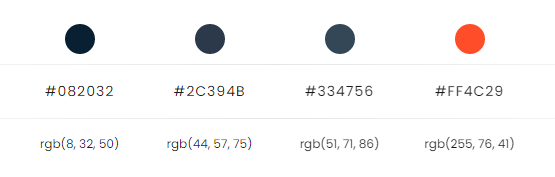 #082032 #2C394B #334756 #FF4C29
rgb(8, 32, 50) rgb(44, 57, 75) rgb(51, 71, 86) rgb(255, 76, 41)